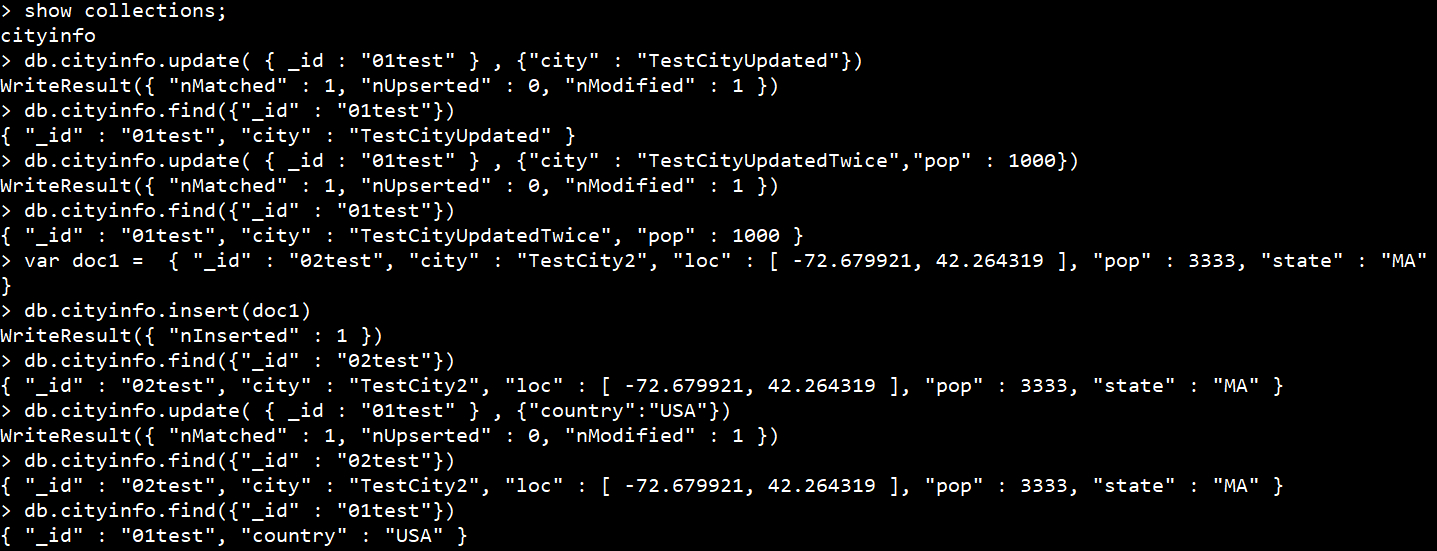 > show collections;
cityinfo
> db.cityinfo.update( { _id : "01test" } , {"city" : "TestCityUpdated"})
WriteResult({ "nMatched" : 1, "nUpserted" : 0, "nModified" : 1 })
> db.cityinfo.find({"_id" : "01test"})
{ "_id" : "01test", "city" : "TestCityUpdated" }
> db.cityinfo.update( { _id : "01test" } , {"city" : "TestCityUpdatedTwice","pop" : 1000})
WriteResult({ "nMatched" : 1, "nUpserted" : 0, "nModified" : 1 })
> db.cityinfo.find({"_id" : "01test"})
{ "_id" : "01test", "city" : "TestCityUpdatedTwice", "pop" : 1000 }
> var doc1 =  { "_id" : "02test", "city" : "TestCity2", "loc" : [ -72.679921, 42.264319 ], "pop" : 3333, "state" : "MA"
}
> db.cityinfo.insert(doc1)
WriteResult({ "nInserted" : 1 })
> db.cityinfo.find({"_id" : "02test"})
{ "_id" : "02test", "city" : "TestCity2", "loc" : [ -72.679921, 42.264319 ], "pop" : 3333, "state" : "MA" }
> db.cityinfo.update( { _id : "01test" } , {"country":"USA"})
WriteResult({ "nMatched" : 1, "nUpserted" : 0, "nModified" : 1 })
> db.cityinfo.find({"_id" : "02test"})
{ "_id" : "02test", "city" : "TestCity2", "loc" : [ -72.679921, 42.264319 ], "pop" : 3333, "state" : "MA" }
> db.cityinfo.find({"_id" : "01test"})
{ "_id" : "01test", "country" : "USA" }